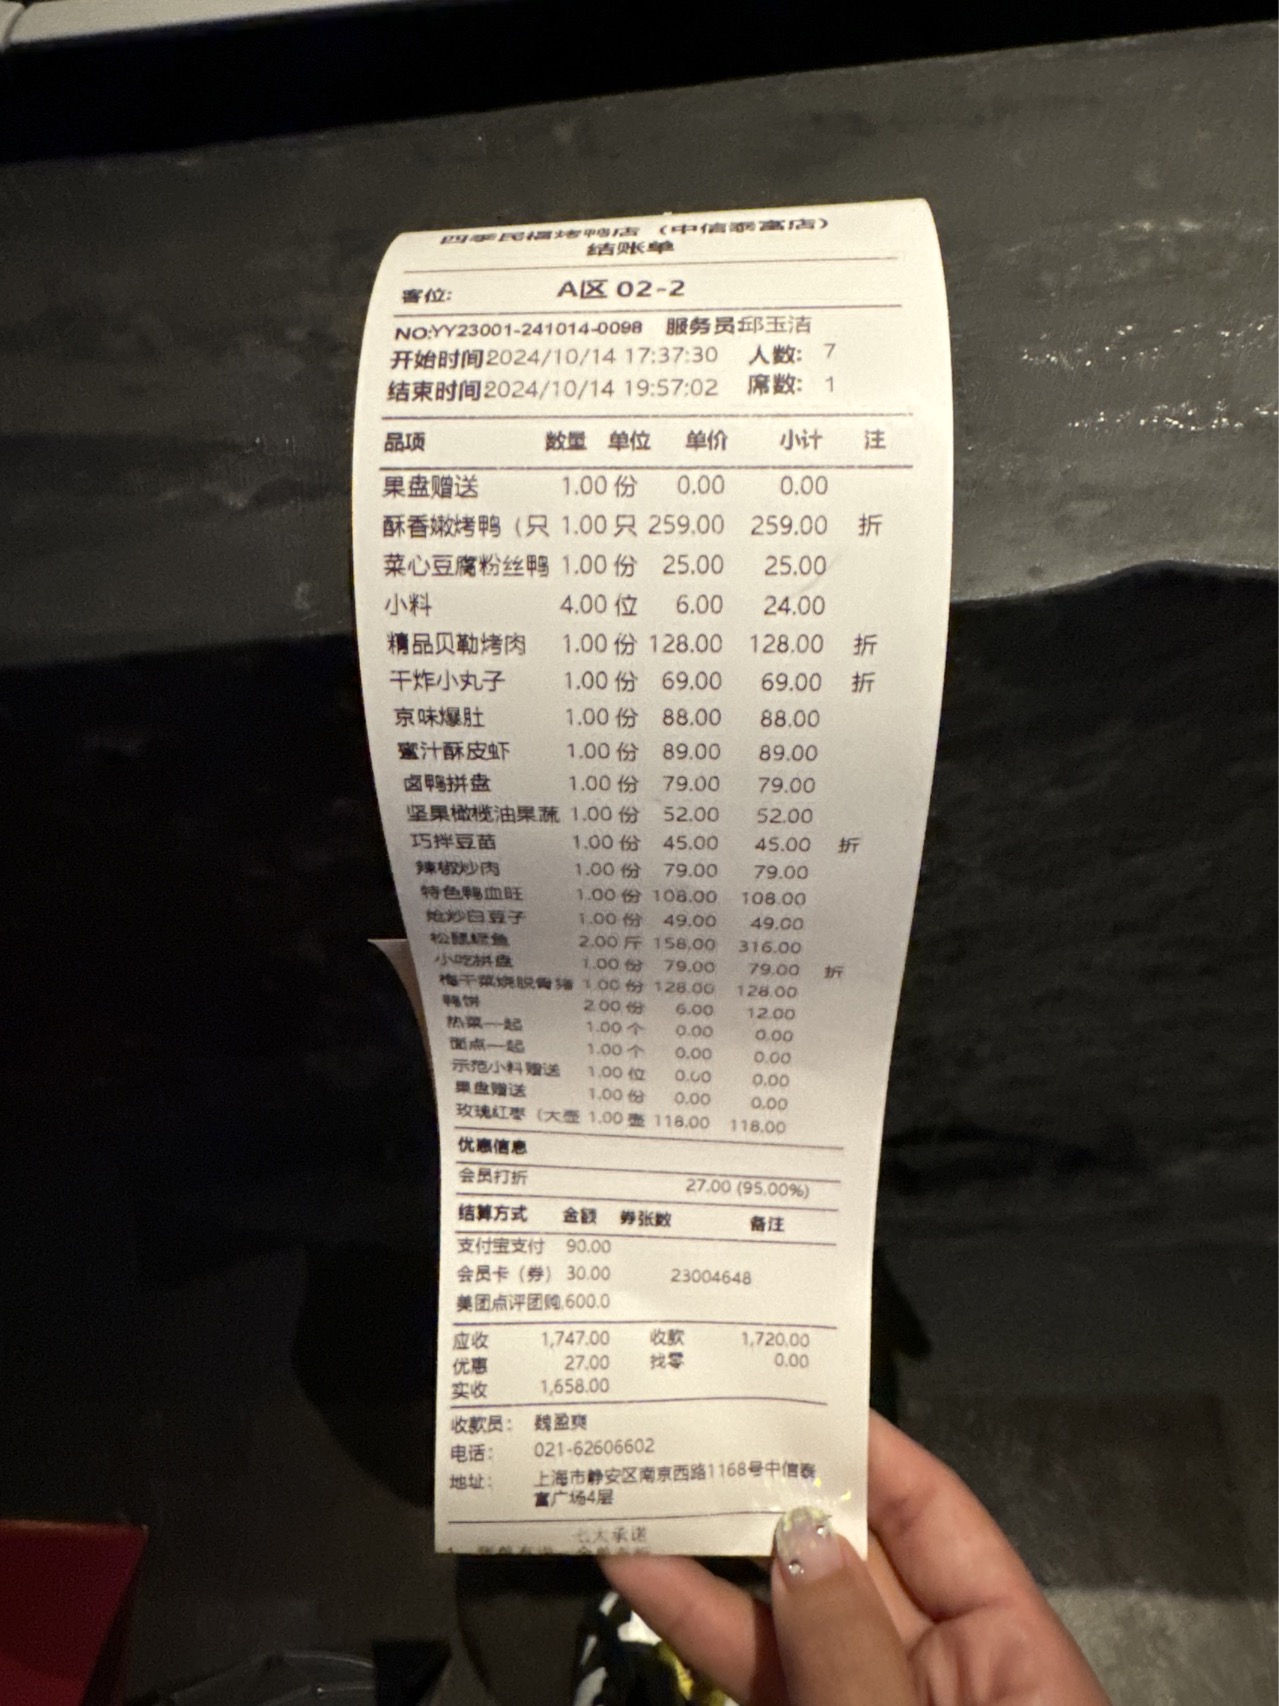 四季民福烤鸭店（中信泰富店）
结账单
客位: A区 02-2
NO:YY23001-241014-0098 服务员:邱玉洁
开始时间2024/10/14 17:37:30 人数: 7
结束时间2024/10/14 19:57:02 席数: 1
品项 数量 单位 单价 小计 注
果盘赠送 1.00 份 0.00 0.00
酥香嫩烤鸭（只 1.00 只 259.00 259.00 折
菜心豆腐粉丝鸭 1.00 份 25.00 25.00
小料 4.00 位 6.00 24.00
精品贝勒烤肉 1.00 份 128.00 128.00 折
干炸小丸子 1.00 份 69.00 69.00 折
京味爆肚 1.00 份 88.00 88.00
蜜汁酥皮虾 1.00 份 89.00 89.00
卤鸭拼盘 1.00 份 79.00 79.00
坚果橄榄油果蔬 1.00 份 52.00 52.00
巧拌豆苗 1.00 份 45.00 45.00 折
辣椒炒肉 1.00 份 79.00 79.00
特色鸭血旺 1.00 份 108.00 108.00
炝炒白豆子 1.00 份 49.00 49.00
松鼠鳜鱼 2.00 斤 158.00 316.00
小吃拼盘 1.00 份 79.00 79.00 折
梅干菜烧脱骨猪 1.00 份 128.00 128.00
鸭饼 2.00 份 6.00 12.00
热菜一起 1.00 个 0.00 0.00
面点一起 1.00 个 0.00 0.00
示范小料赠送 1.00 位 0.00 0.00
果盘赠送 1.00 份 0.00 0.00
玫瑰红枣（大壶 1.00 壶 118.00 118.00
优惠信息
会员打折 27.00 (95.00%)
结算方式 金额 券张数 备注
支付宝支付 90.00
会员卡（券） 30.00 23004648
美团点评团购,600.0
应收 1,747.00 收款 1,720.00
优惠 27.00 找零 0.00
实收 1,658.00
收款员: 魏盈爽
电话: 021-62606602
地址: 上海市静安区南京西路1168号中信泰
富广场4层
七大承诺